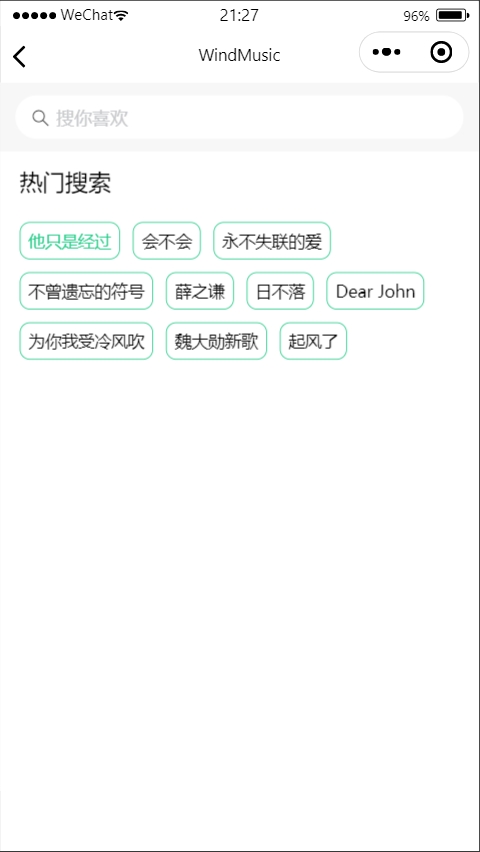 ●●●●● WeChat 21:27 96%
WindMusic
搜你喜欢
热门搜索
他只是经过 会不会 永不失联的爱
不曾遗忘的符号 薛之谦 日不落 Dear John
为你我受冷风吹 魏大勋新歌 起风了